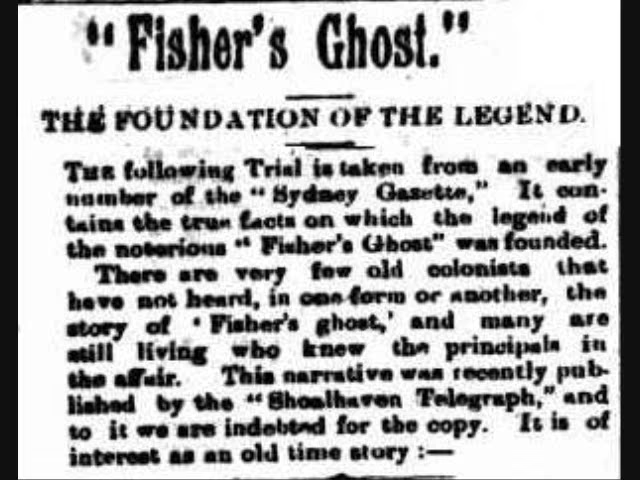 "Fisher's Ghost."
THE FOUNDATION OF THE LEGEND.
THE following Trial is taken from an early
number of the "Sydney Gazette," It con-
tains the true facts on which the legend of
the notorious "Fisher's Ghost" was founded.
There are very few old colonists that
have not heard, in one form or another, the
story of 'Fisher's ghost,' and many are
still living who knew the principals in
the affair. This narrative was recently pub-
lished by the "Shoalhaven Telegraph," and
to it we are indebted for the copy. It is of
interest as an old time story :—